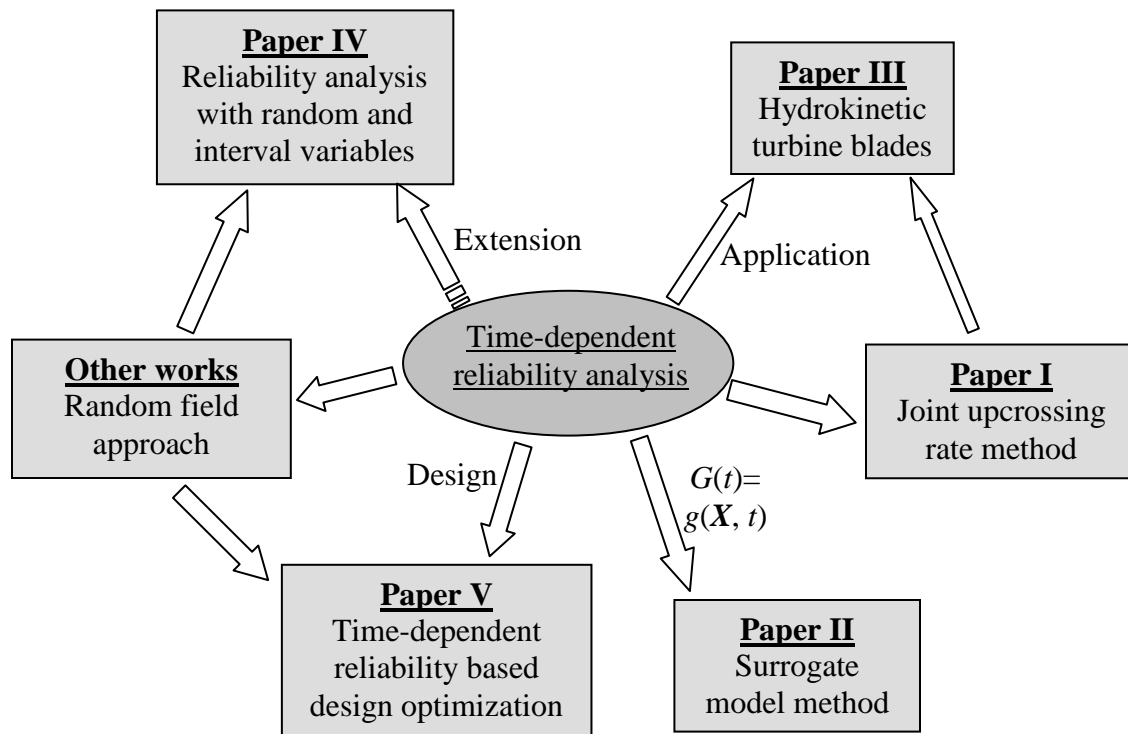 Paper IV
Reliability analysis
with random and
interval variables
Paper III
Hydrokinetic
turbine blades
Extension
Application
Time-dependent
reliability analysis
Other works
Random field
approach
Paper I
Joint upcrossing
rate method
Design
G(t)=
g(X, t)
Paper V
Time-dependent
reliability based
design optimization
Paper II
Surrogate
model method